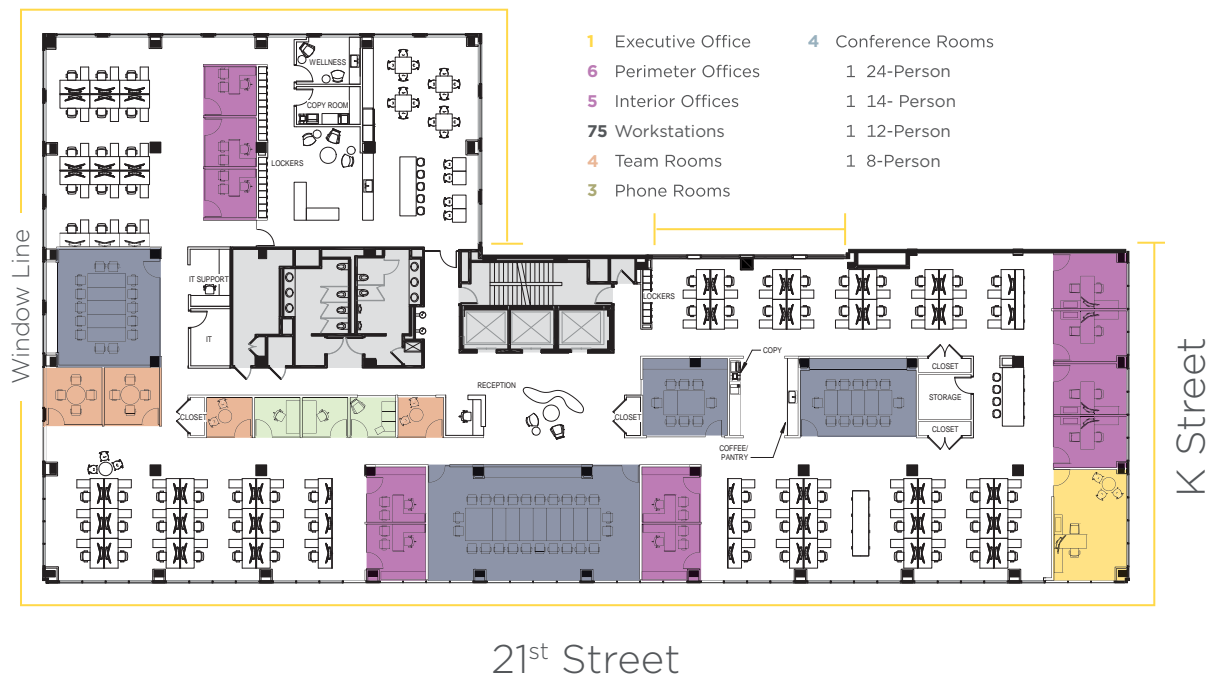 1 Executive Office
6 Perimeter Offices
5 Interior Offices
75 Workstations
4 Team Rooms
3 Phone Rooms
4 Conference Rooms
1 24-Person
1 14- Person
1 12-Person
1 8-Person
WELLNESS
COPY ROOM
LOCKERS
Window Line
IT SUPPORT
IT
LOCKERS
COPY
CLOSET
RECEPTION
STORAGE
CLOSET
CLOSET
CLOSET
COFFEE/
PANTRY
K Street
21st Street